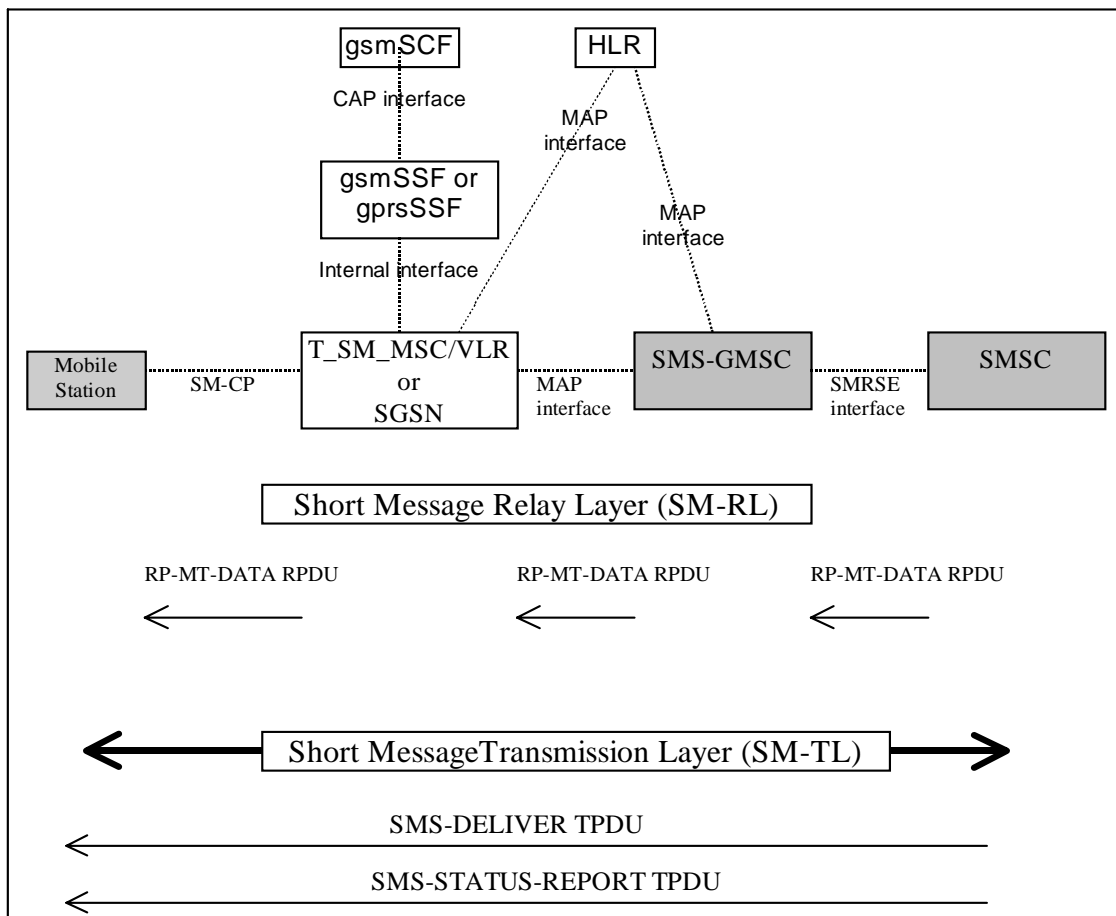 gsmSCF
HLR
CAP interface
MAP
interface
gsmSSF or
gprsSSF
MAP
interface
Internal interface
Mobile
Station
SM-CP
T_SM_MSC/VLR
or
SGSN
MAP
interface
SMS-GMSC
SMRSE
interface
SMSC
Short Message Relay Layer (SM-RL)
RP-MT-DATA RPDU
RP-MT-DATA RPDU
RP-MT-DATA RPDU
Short MessageTransmission Layer (SM-TL)
SMS-DELIVER TPDU
SMS-STATUS-REPORT TPDU